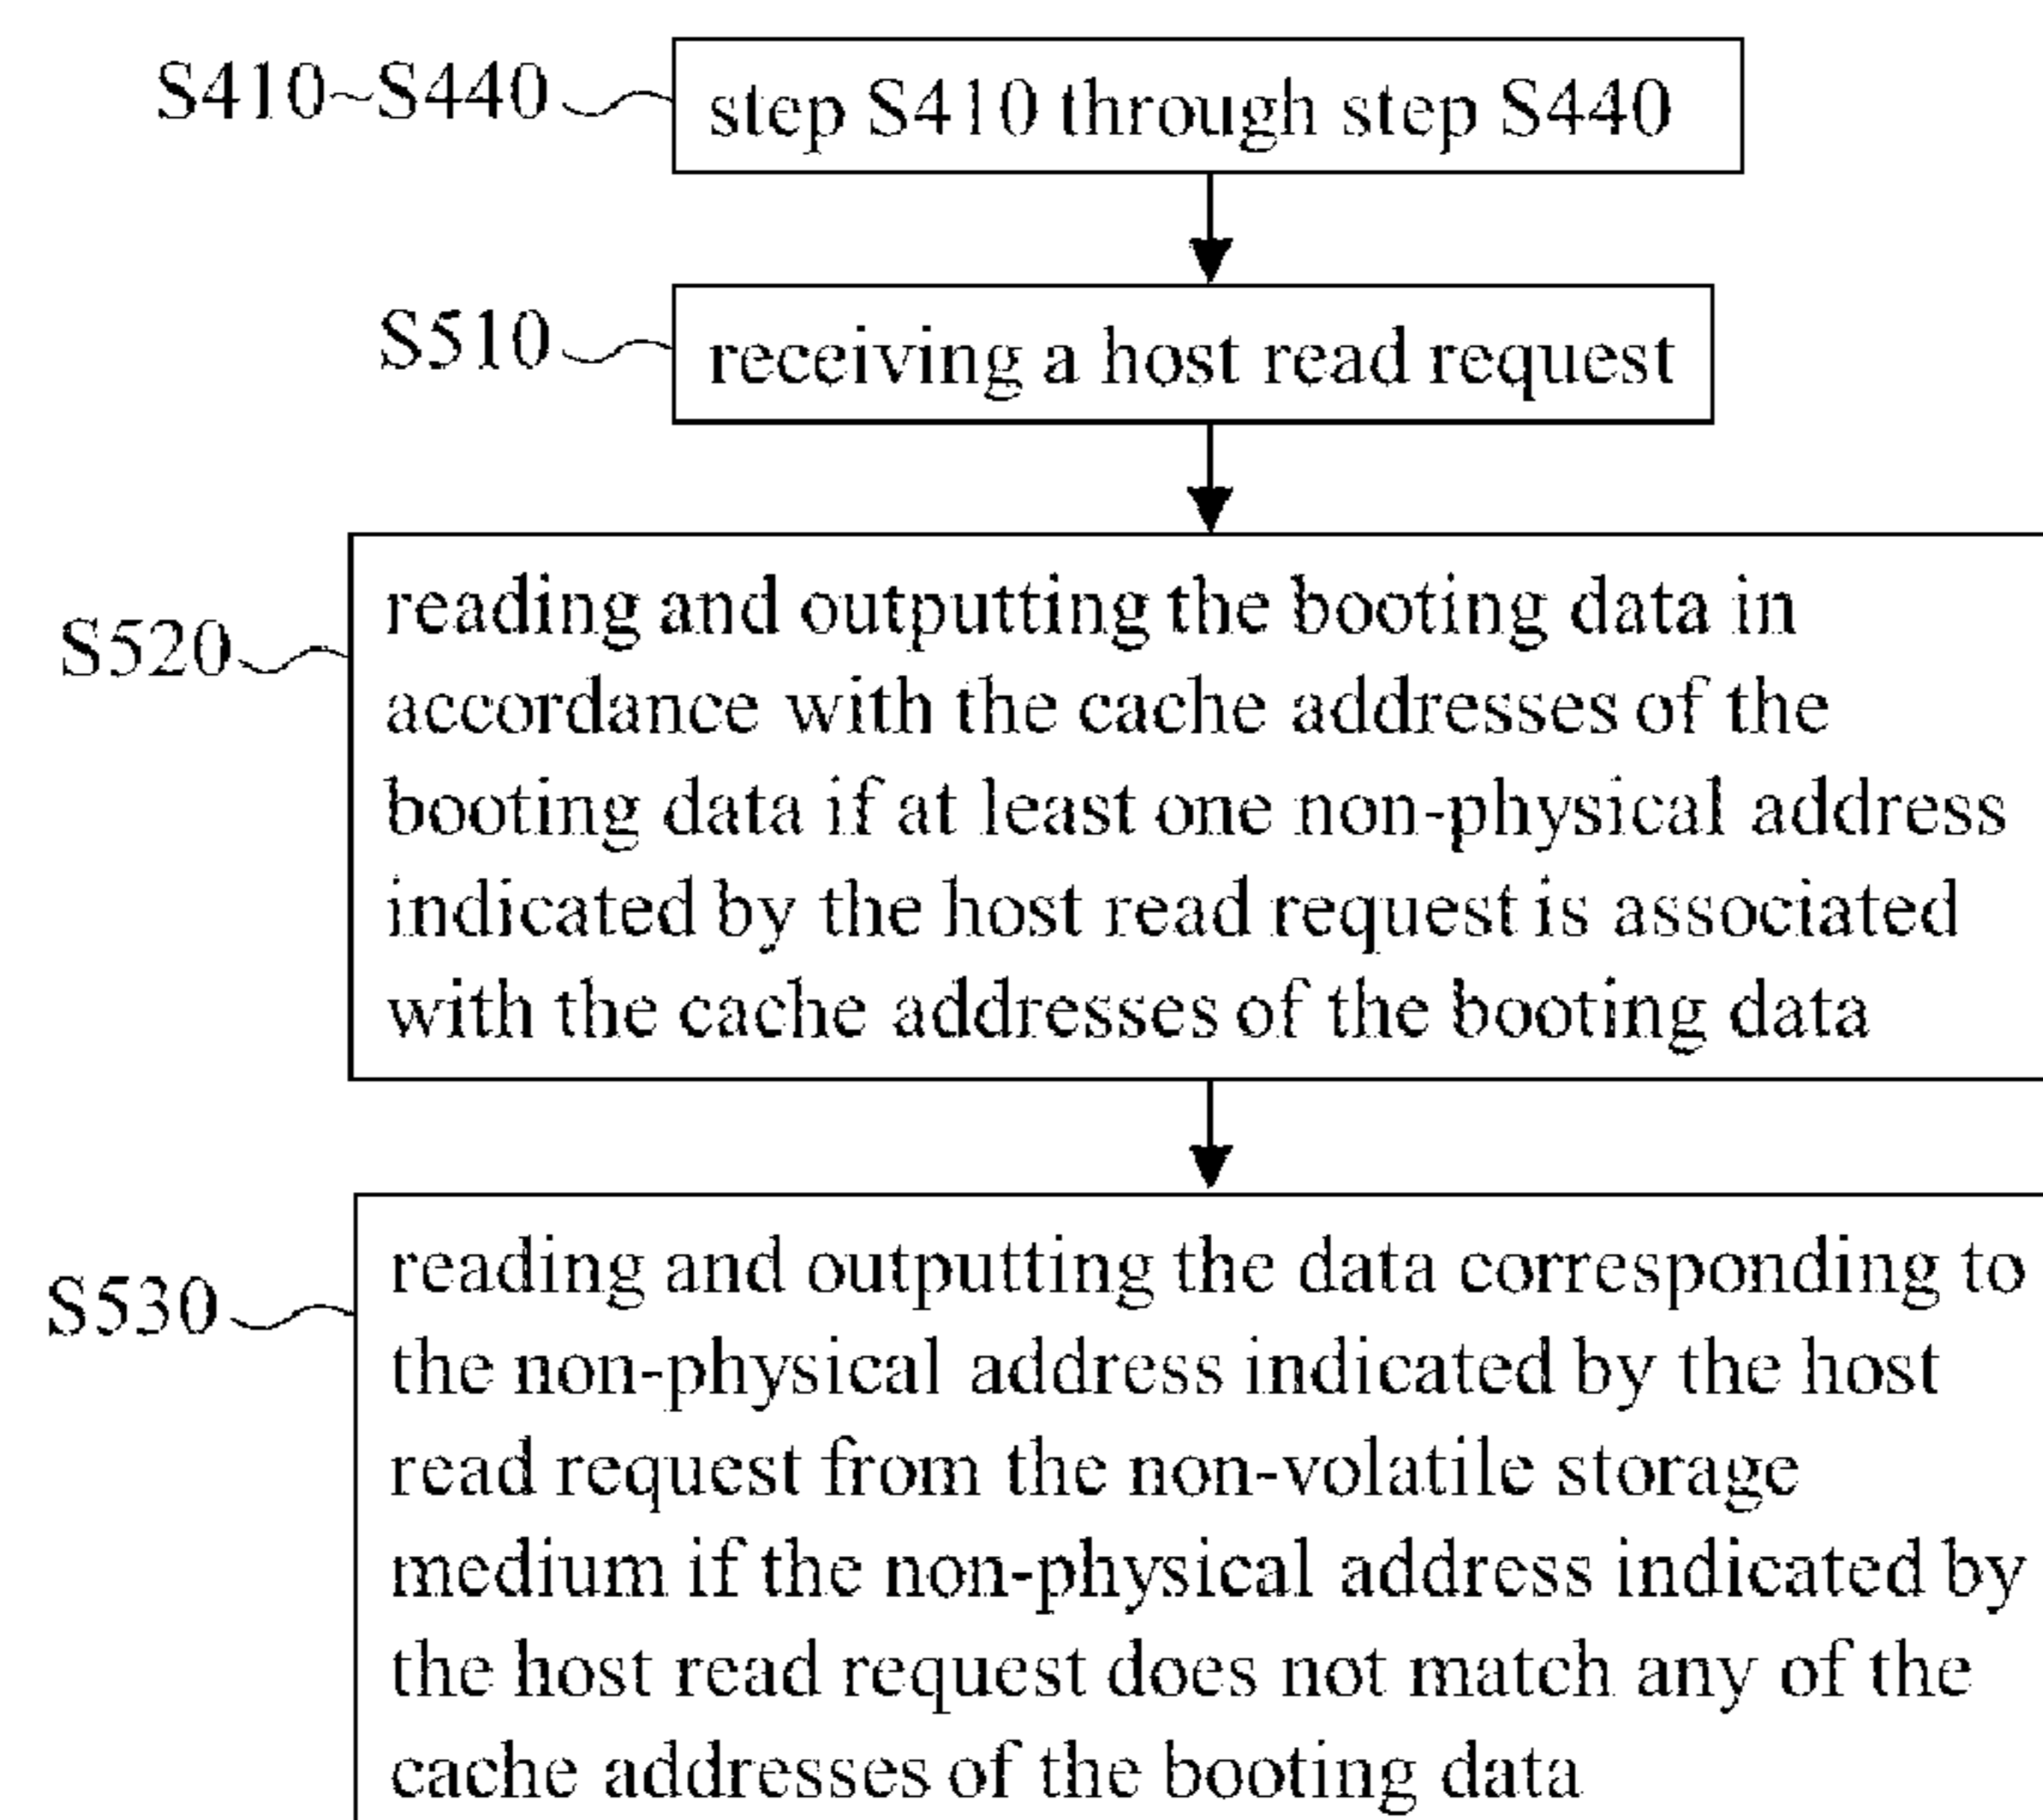 S410~S440
step S410 through step S440
S510
receiving a host read request
S520
reading and outputting the booting data in
accordance with the cache addresses of the
booting data if at least one non-physical address
indicated by the host read request is associated
with the cache addresses of the booting data
S530
reading and outputting the data corresponding to
the non-physical address indicated by the host
read request from the non-volatile storage
medium if the non-physical address indicated by
the host read request does not match any of the
cache addresses of the booting data